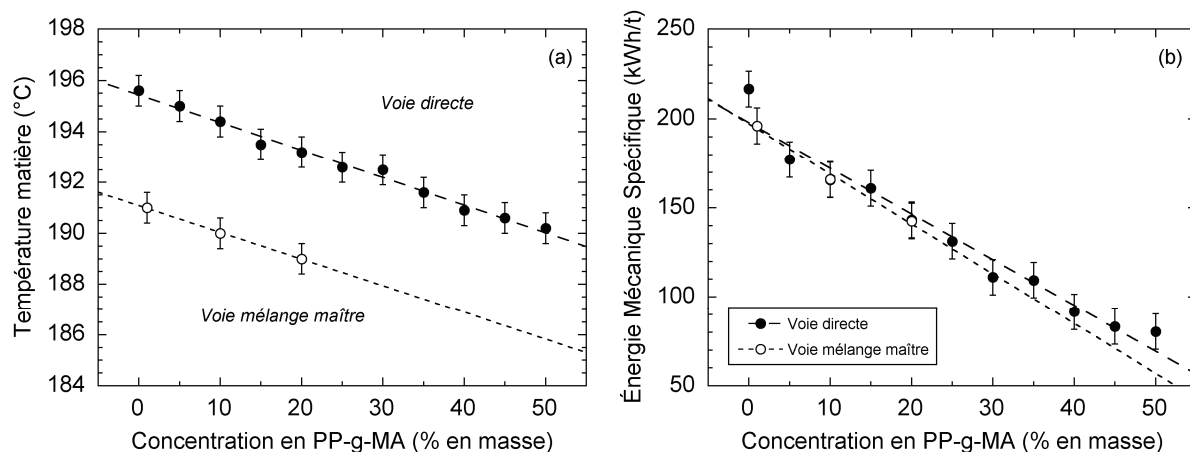 198
196
194
192
191
190
188
186
184
Température matière (°C)
(a)
Voie directe
Voie mélange maître
0 10 20 30 40 50
Concentration en PP-g-MA (% en masse)
250
200
150
100
50
Énergie Mécanique Spécifique (kWh/t)
(b)
Voie directe
Voie mélange maître
0 10 20 30 40 50
Concentration en PP-g-MA (% en masse)